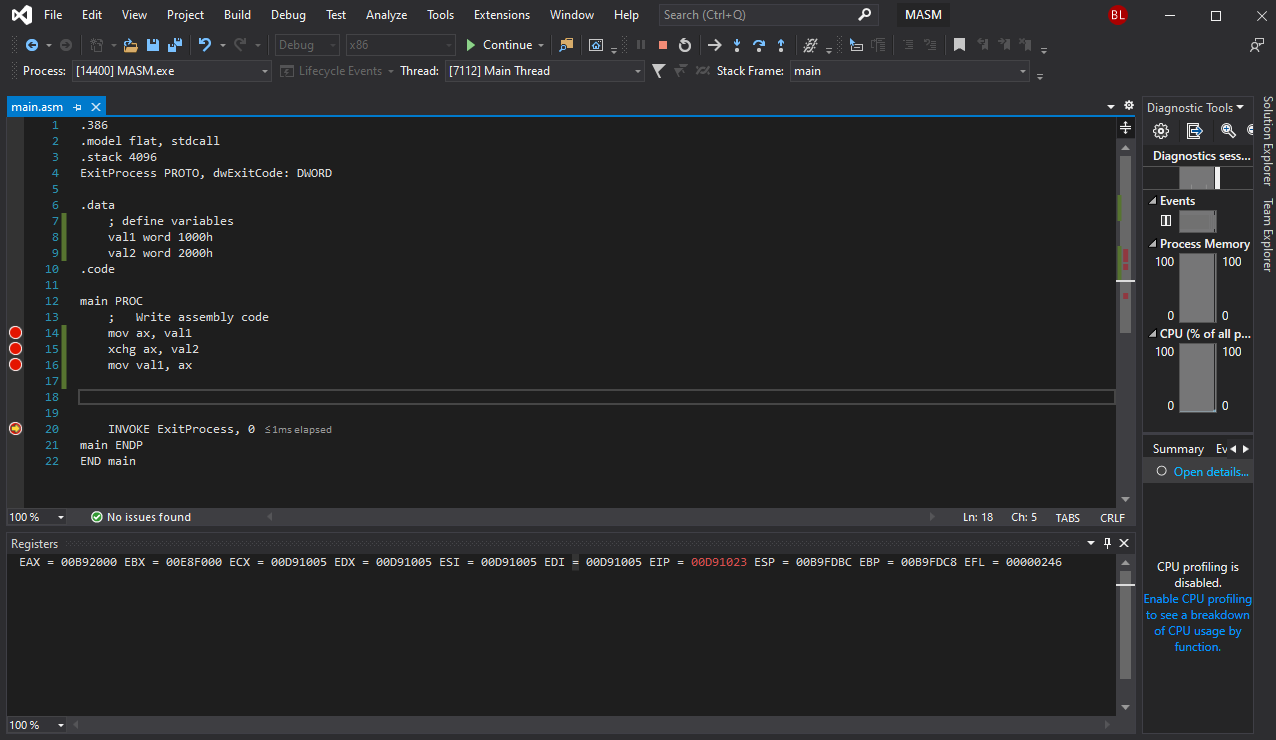 File Edit View Project Build Debug Test Analyze Tools Extensions Window Help Search (Ctrl+Q) MASM BL
Debug x86 Continue
Process: [14400] MASM.exe Lifecycle Events Thread: [7112] Main Thread Stack Frame: main
main.asm
1 .386
2 .model flat, stdcall
3 .stack 4096
4 ExitProcess PROTO, dwExitCode: DWORD
5
6 .data
7 ; define variables
8 val1 word 1000h
9 val2 word 2000h
10 .code
11
12 main PROC
13 ; Write assembly code
14 mov ax, val1
15 xchg ax, val2
16 mov val1, ax
17
18
19
20 INVOKE ExitProcess, 0 ≤1ms elapsed
21 main ENDP
22 END main
100 % No issues found Ln: 18 Ch: 5 TABS CRLF
Registers
EAX = 00B92000 EBX = 00E8F000 ECX = 00D91005 EDX = 00D91005 ESI = 00D91005 EDI = 00D91005 EIP = 00D91023 ESP = 00B9FDBC EBP = 00B9FDC8 EFL = 00000246
100 %
Diagnostic Tools
Diagnostics sess...
Events
Process Memory
100 100
0 0
CPU (% of all p...
100 100
0 0
Summary Ev
Open details...
CPU profiling is
disabled.
Enable CPU profiling
to see a breakdown
of CPU usage by
function.
Solution Explorer
Team Explorer